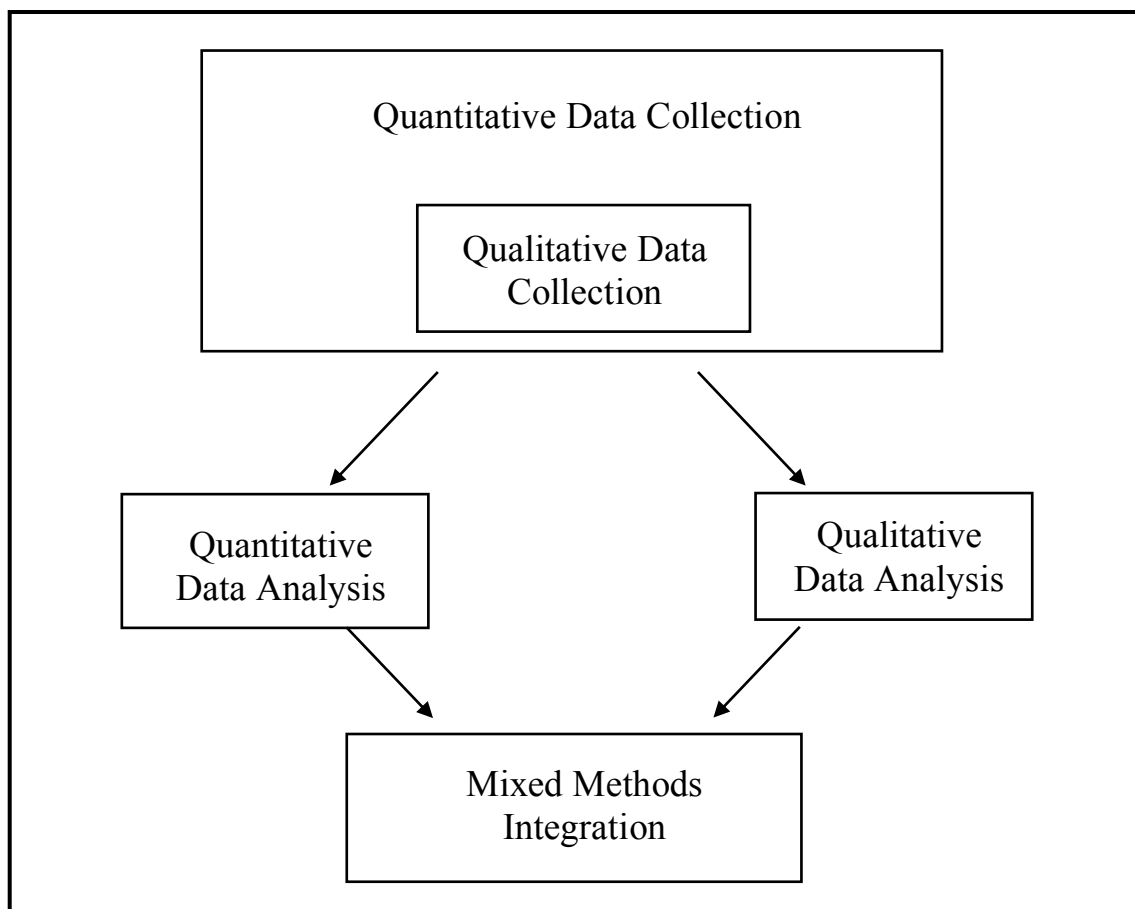 Quantitative Data Collection
Qualitative Data
Collection
Quantitative
Data Analysis
Qualitative
Data Analysis
Mixed Methods
Integration